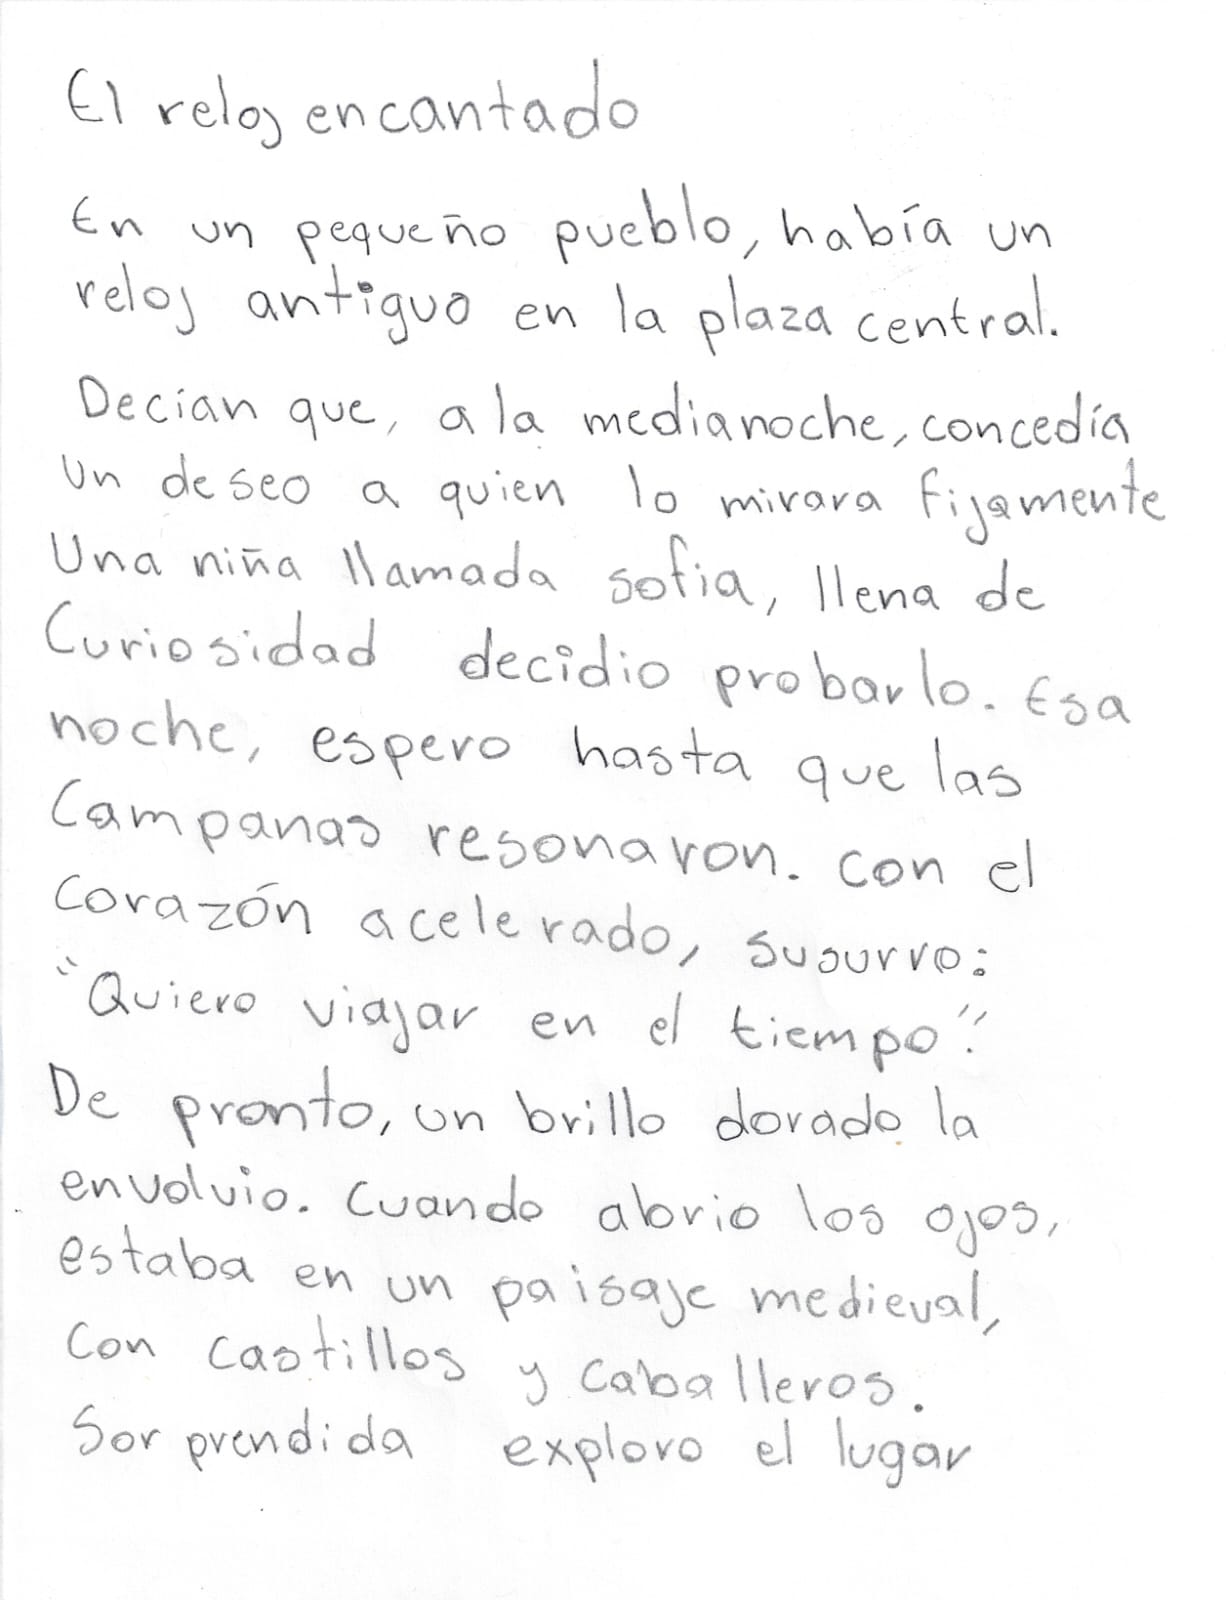 El reloj encantado
En un pequeño pueblo, había un
reloj antiguo en la plaza central.
Decían que, a la medianoche, concedía
un deseo a quien lo mirara fijamente
Una niña llamada sofia, llena de
Curiosidad decidio probarlo. Esa
noche, espero hasta que las
Campanas resonaron. con el
corazón acelerado, susurro:
"Quiero viajar en el tiempo".
De pronto, un brillo dorado la
envolvio. Cuando abrio los ojos,
estaba en un paisaje medieval,
Con castillos y caballeros.
Sorprendida exploro el lugar